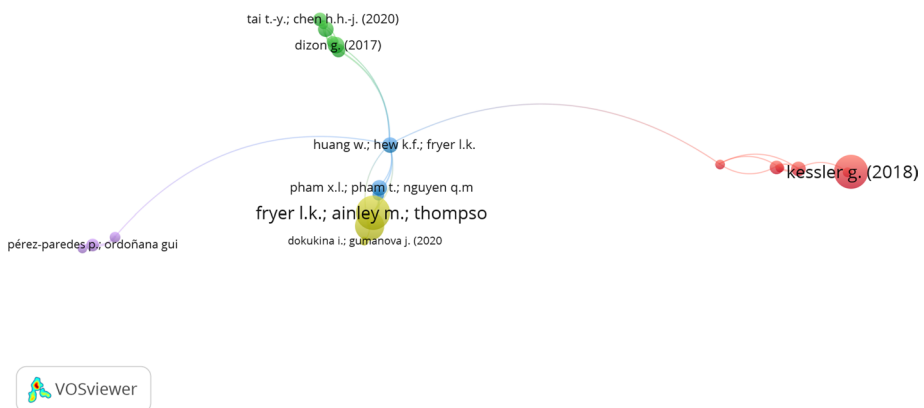 tai t.-y.; chen h.h.-j. (2020)
dizon g. (2017)
huang w.; hew k.f.; fryer l.k.
kessler g. (2018)
pham x.l.; pham t.; nguyen q.m
fryer l.k.; ainley m.; thompso
dokukina i.; gumanova j. (2020
pérez-paredes p.; ordoñana gui
VOSviewer